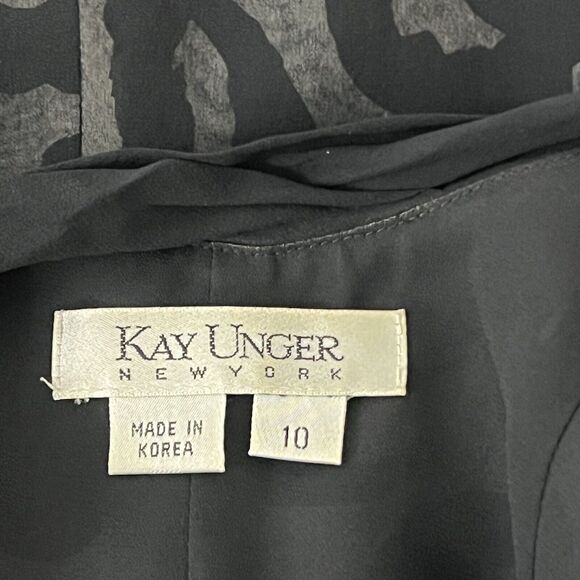 KAY UNGER
NEW YORK
MADE IN
KOREA
10